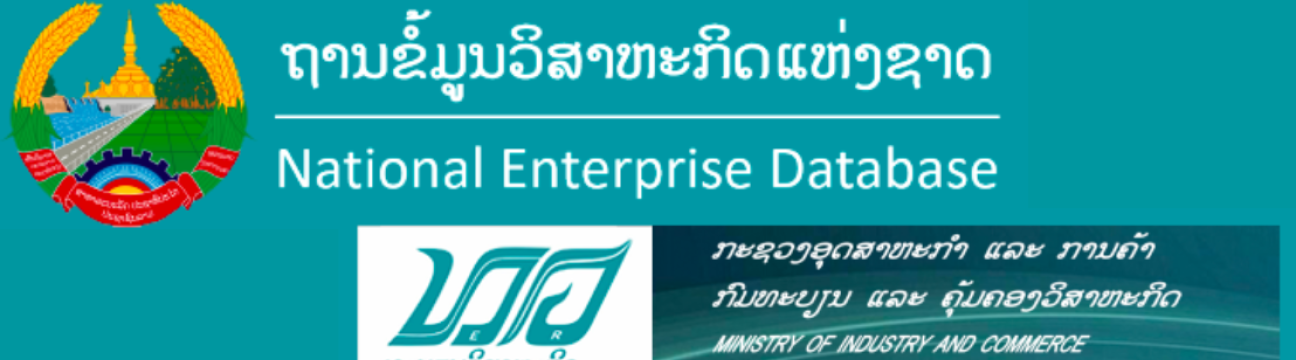 ຖານຂໍ້ມູນວິສາຫະກິດແຫ່ງຊາດ
National Enterprise Database
ກະຊວງອຸດສາຫະກຳ ແລະ ການຄ້າ
ກົມທະບຽນ ແລະ ຄຸ້ມຄອງວິສາຫະກິດ
E R
MINISTRY OF INDUSTRY AND COMMERCE